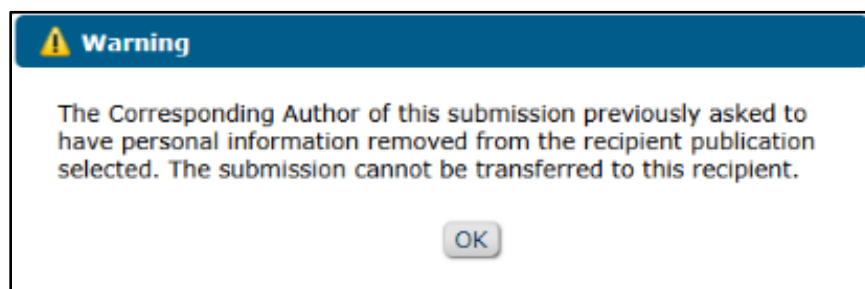 Warning
The Corresponding Author of this submission previously asked to
have personal information removed from the recipient publication
selected. The submission cannot be transferred to this recipient.
OK